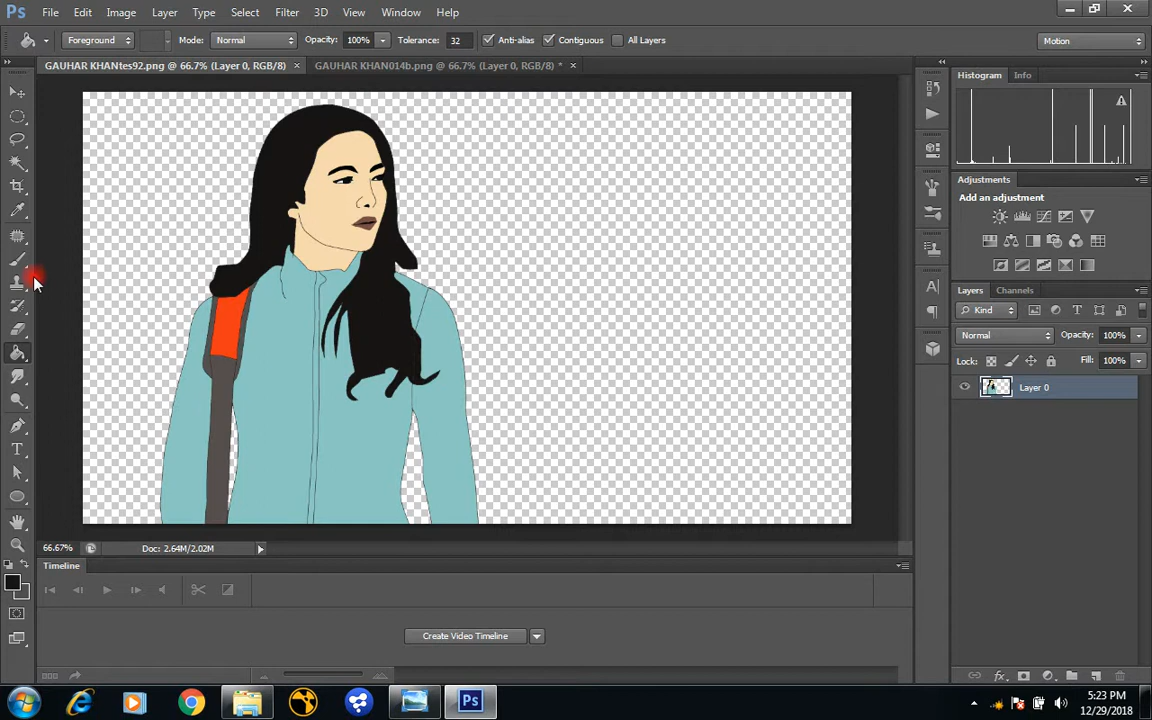 Ps File Edit Image Layer Type Select Filter 3D View Window Help
Foreground Mode: Normal Opacity: 100% Tolerance: 32 Anti-alias Contiguous All Layers Motion
GAUHAR KHANtes92.png @ 66.7% (Layer 0, RGB/8) × GAUHAR KHAN014b.png @ 66.7% (Layer 0, RGB/8) * ×
Histogram Info
Adjustments
Add an adjustment
Layers Channels
Kind
Normal Opacity: 100%
Lock: Fill: 100%
Layer 0
66.67% Doc: 2.64M/2.02M
Timeline
Create Video Timeline
Ps
5:23 PM
12/29/2018